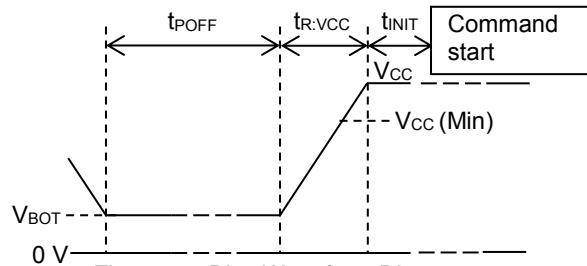 tPOFF tR:VCC tINIT Command
start
VCC
VCC (Min)
VBOT
0 V